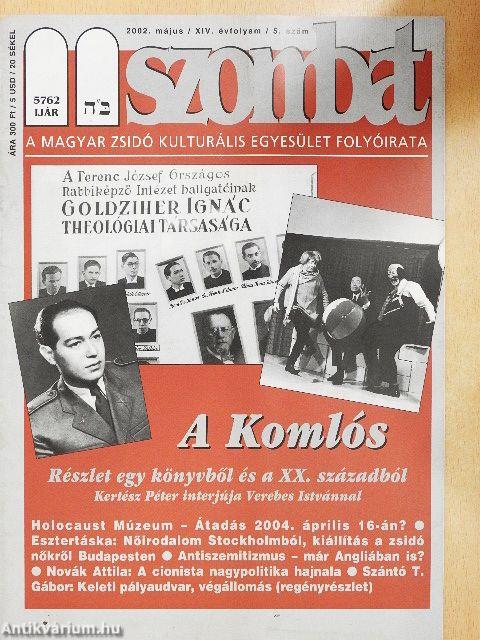 2002. május / XIV. évfolyam / 5. szám
ÁRA 300 Ft / 5 USD / 20 SÉKEL
5762
IJÁR
szombat
A MAGYAR ZSIDÓ KULTURÁLIS EGYESÜLET FOLYÓIRATA
A Ferenc József Országos
Rabbiképző Intézet hallgatóinak
GOLDZIHER IGNÁC
THEOLÓGIAI TÁRSASÁGA
A Komlós
Részlet egy könyvből és a XX. századból
Kertész Péter interjúja Verebes Istvánnal
Holocaust Múzeum – Átadás 2004. április 16-án? ●
Esztertáska: Nőirodalom Stockholmból, kiállítás a zsidó
nőkről Budapesten ● Antiszemitizmus – már Angliában is?
● Novák Attila: A cionista nagypolitika hajnala ● Szántó T.
Gábor: Keleti pályaudvar, végállomás (regényrészlet)
Antikvárium.hu